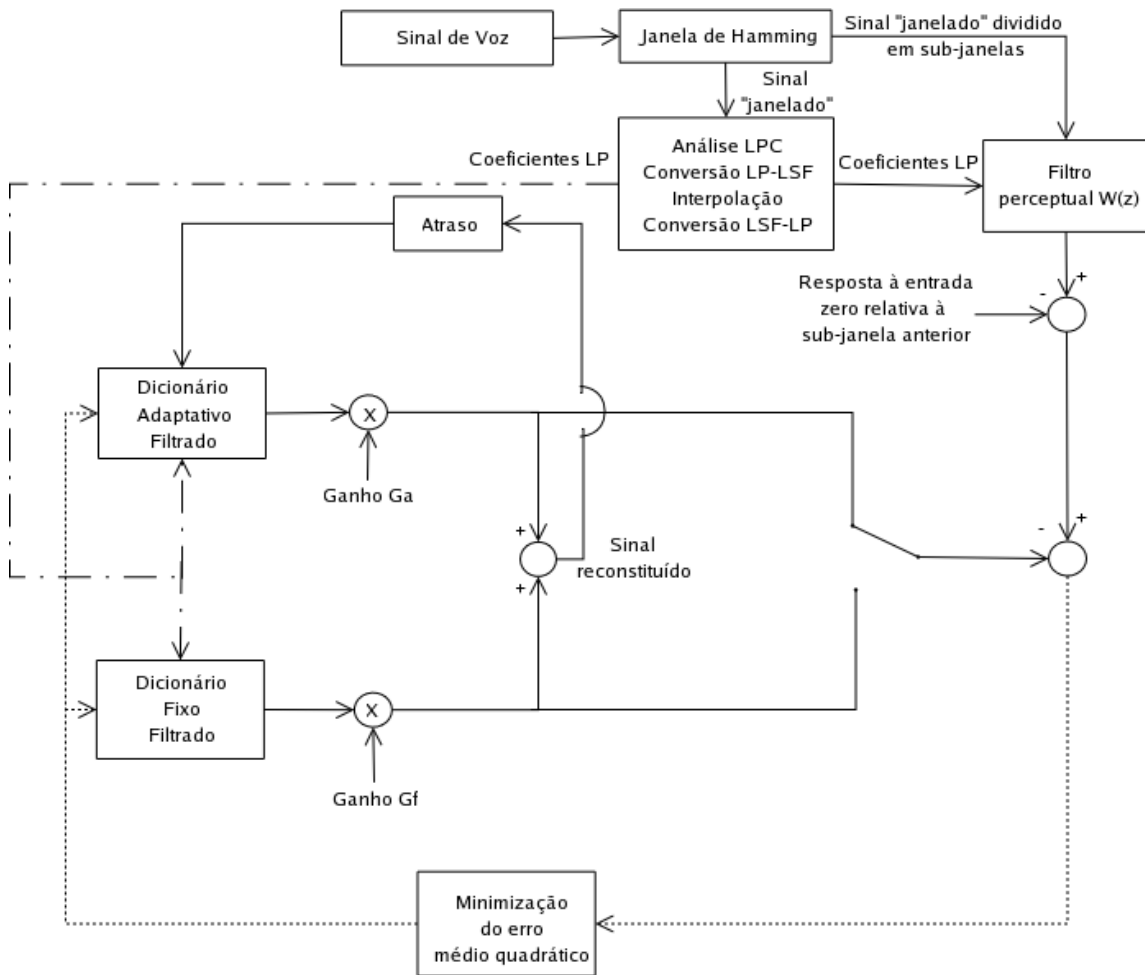 Sinal de Voz
Janela de Hamming
Sinal "janelado" dividido
em sub-janelas
Sinal
"janelado"
Coeficientes LP
Análise LPC
Conversão LP-LSF
Interpolação
Conversão LSF-LP
Coeficientes LP
Filtro
perceptual W(z)
Atraso
Resposta à entrada
zero relativa à
sub-janela anterior
-
+
Dicionário
Adaptativo
Filtrado
X
Ganho Ga
+
+
Sinal
reconstituído
-
+
Dicionário
Fixo
Filtrado
X
Ganho Gf
Minimização
do erro
médio quadrático